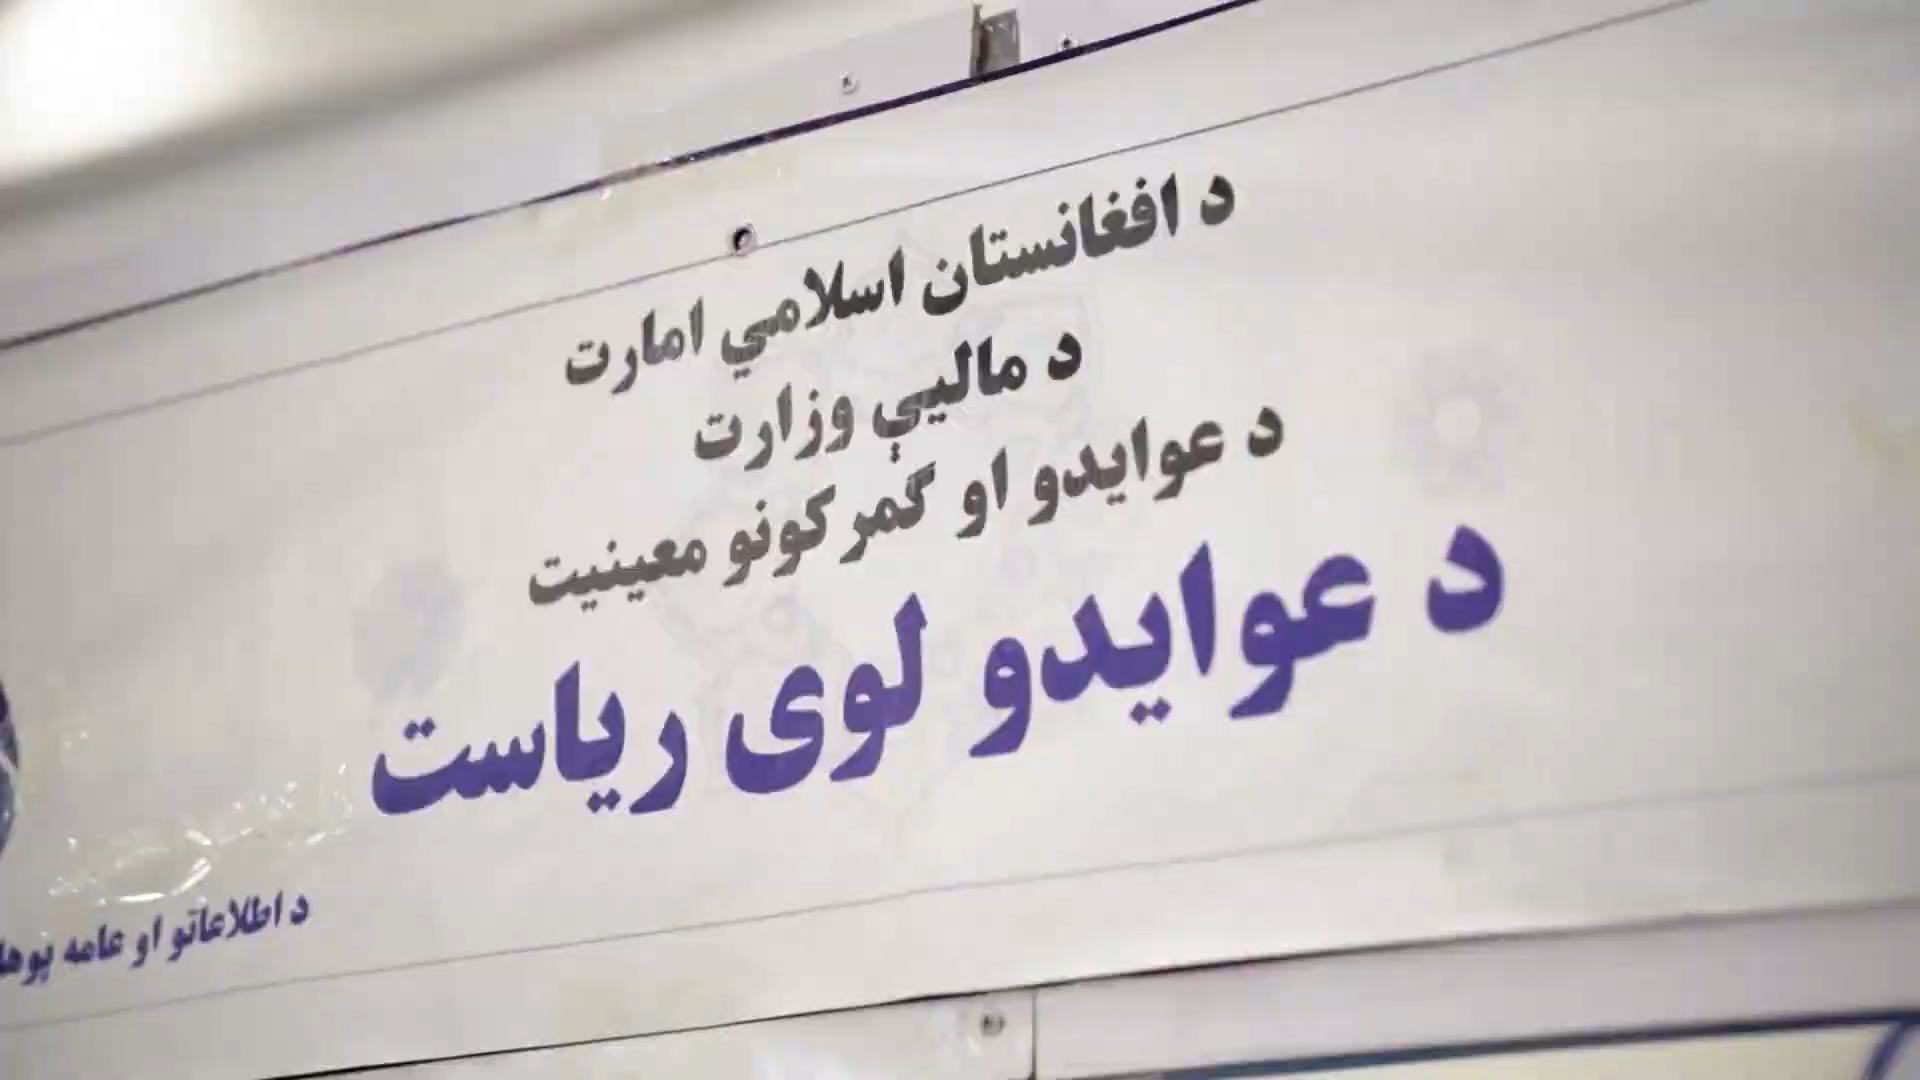 د افغانستان اسلامي امارت
د ماليې وزارت
د عوايدو او گمرکونو معينيت
د عوايدو لوی رياست
د اطلاعاتو او عامه